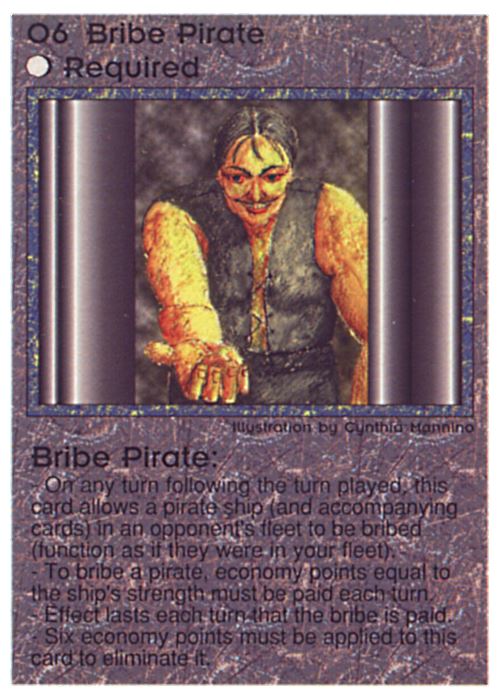 06 Bribe Pirate
Required
Illustration by Cynthia Mannino
Bribe Pirate:
- On any turn following the turn played, this
card allows a pirate ship (and accompanying
cards) in an opponent's fleet to be bribed
(function as if they were in your fleet).
- To bribe a pirate, economy points equal to
the ship's strength must be paid each turn.
- Effect lasts each turn that the bribe is paid.
- Six economy points must be applied to this
card to eliminate it.